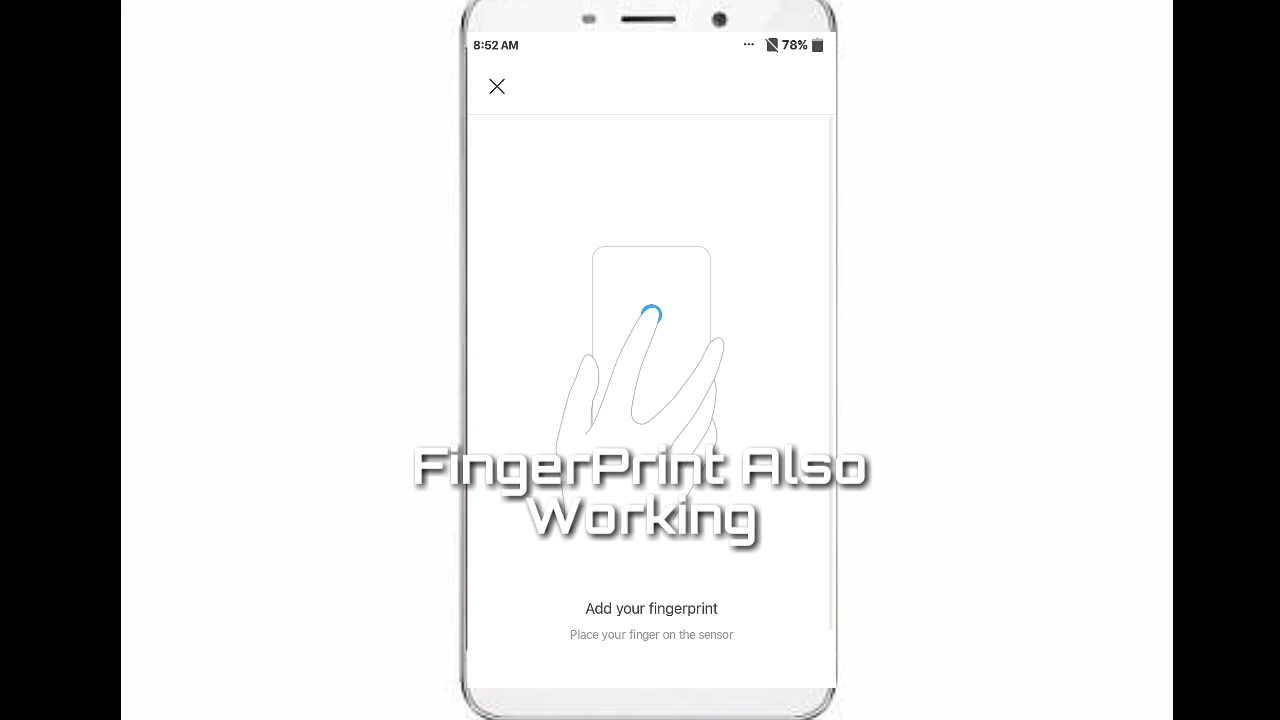 8:52 AM
... 78%
FingerPrint Also
Working
Add your fingerprint
Place your finger on the sensor